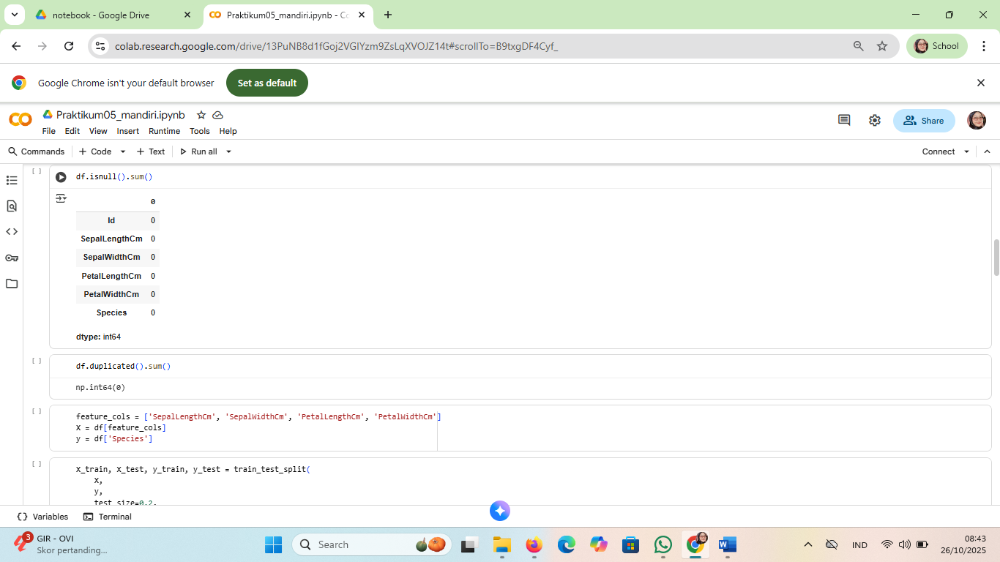 notebook - Google Drive
Praktikum05_mandiri.ipynb - Co
colab.research.google.com/drive/13PuNB8d1fGoj2VGIYzm9ZsLqXVOJZ14t#scrollTo=B9txgDF4Cyf_
School
Google Chrome isn't your default browser
Set as default
CO
Praktikum05_mandiri.ipynb
File Edit View Insert Runtime Tools Help
Share
Commands + Code + Text Run all
Connect
[ ]
df.isnull().sum()
0
Id 0
SepalLengthCm 0
SepalWidthCm 0
PetalLengthCm 0
PetalWidthCm 0
Species 0
dtype: int64
[ ]
df.duplicated().sum()
np.int64(0)
[ ]
feature_cols = ['SepalLengthCm', 'SepalWidthCm', 'PetalLengthCm', 'PetalWidthCm']
X = df[feature_cols]
y = df['Species']
[ ]
X_train, X_test, y_train, y_test = train_test_split(
X,
y,
test_size=0.2,
{} Variables Terminal
3
GIR - OVI
Skor pertanding...
Search
IND
08:43
26/10/2025